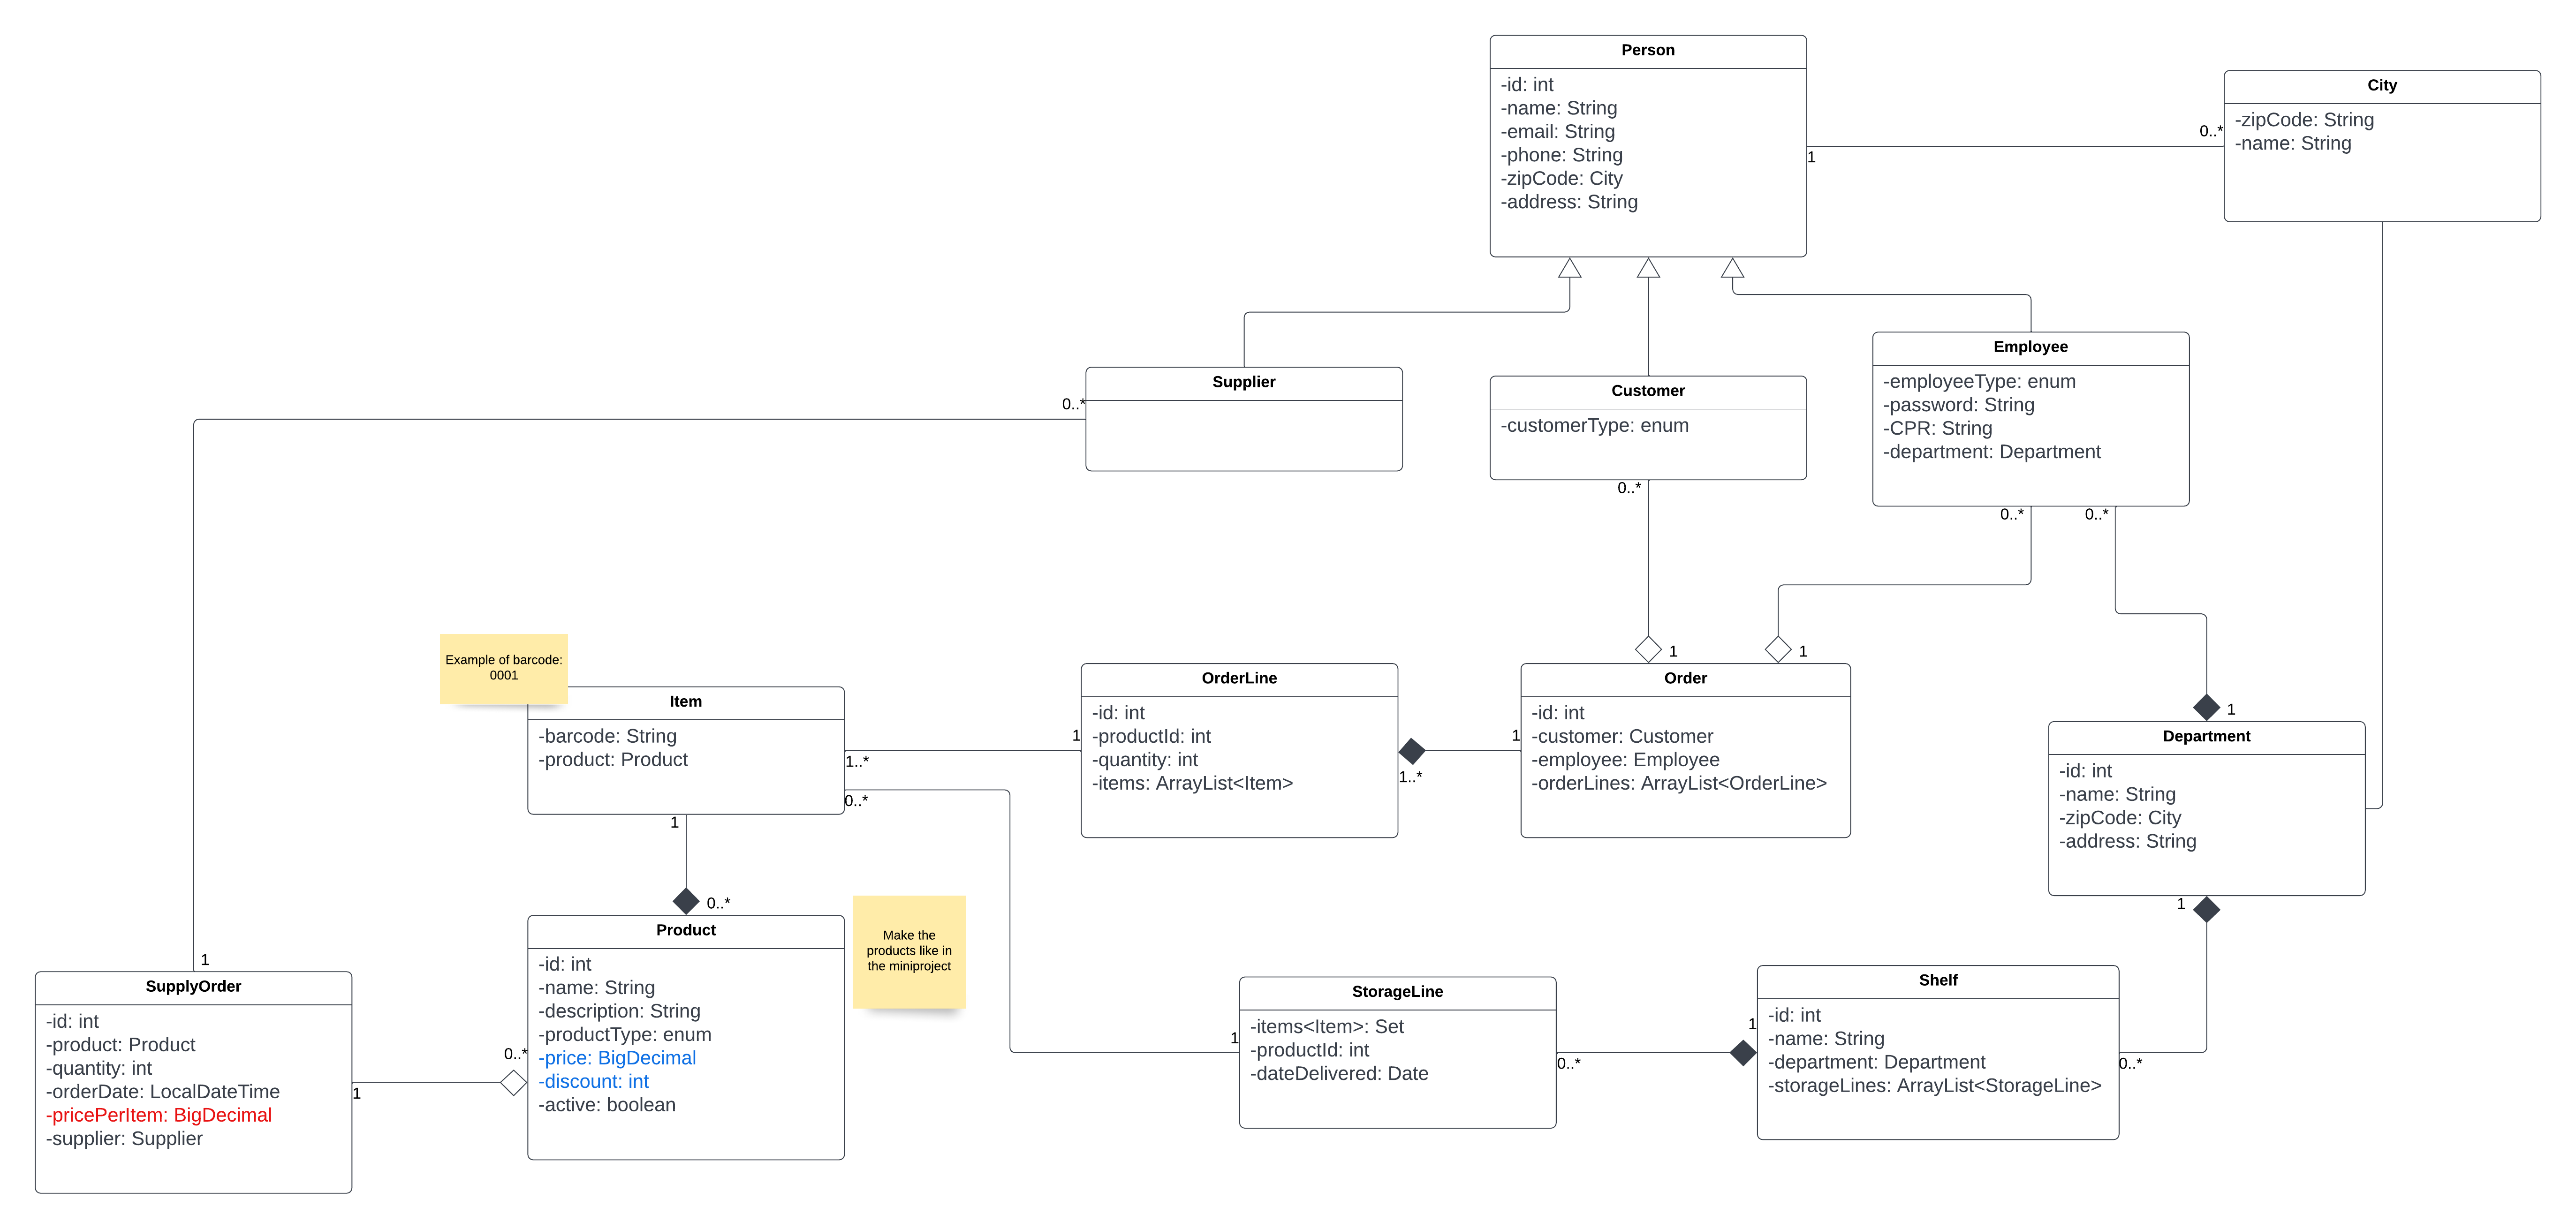 Person
-id: int
-name: String
-email: String
-phone: String
-zipCode: City
-address: String
1
0..*
City
-zipCode: String
-name: String
Supplier
0..*
Customer
-customerType: enum
0..*
Employee
-employeeType: enum
-password: String
-CPR: String
-department: Department
0..*
0..*
Example of barcode:
0001
Item
-barcode: String
-product: Product
1..*
0..*
1
1
OrderLine
-id: int
-productId: int
-quantity: int
-items: ArrayList<Item>
1..*
1
1
1
Order
-id: int
-customer: Customer
-employee: Employee
-orderLines: ArrayList<OrderLine>
1
Department
-id: int
-name: String
-zipCode: City
-address: String
1
0..*
Product
-id: int
-name: String
-description: String
-productType: enum
-price: BigDecimal
-discount: int
-active: boolean
Make the
products like in
the miniproject
1
SupplyOrder
-id: int
-product: Product
-quantity: int
-orderDate: LocalDateTime
-pricePerItem: BigDecimal
-supplier: Supplier
1
0..*
1
StorageLine
-items<Item>: Set
-productId: int
-dateDelivered: Date
0..*
1
Shelf
-id: int
-name: String
-department: Department
-storageLines: ArrayList<StorageLine>
0..*